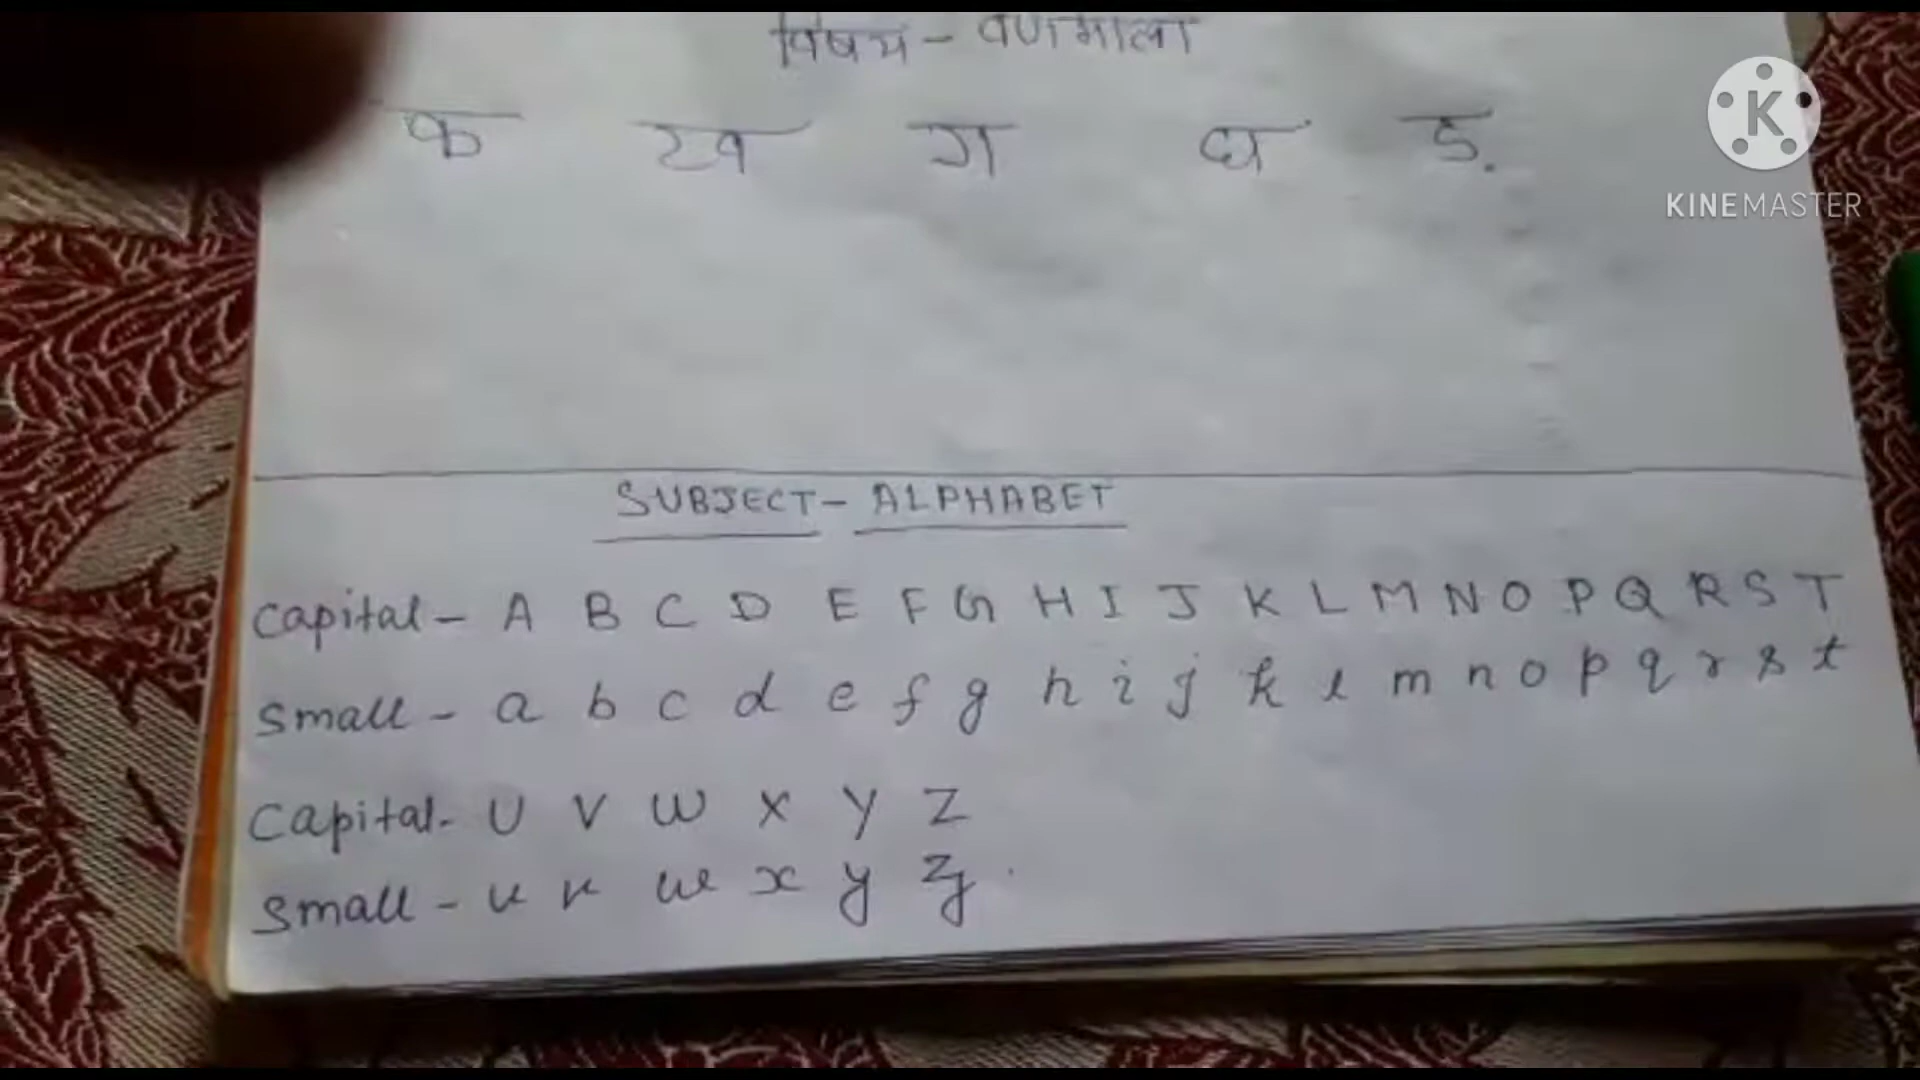 विषय - वर्णमाला
क ख ग घ ङ
KINEMASTER
SUBJECT - ALPHABET
Capital - A B C D E F G H I J K L M N O P Q R S T
Small - a b c d e f g h i j k l m n o p q r s t
Capital - U V W X Y Z
Small - u v w x y z.